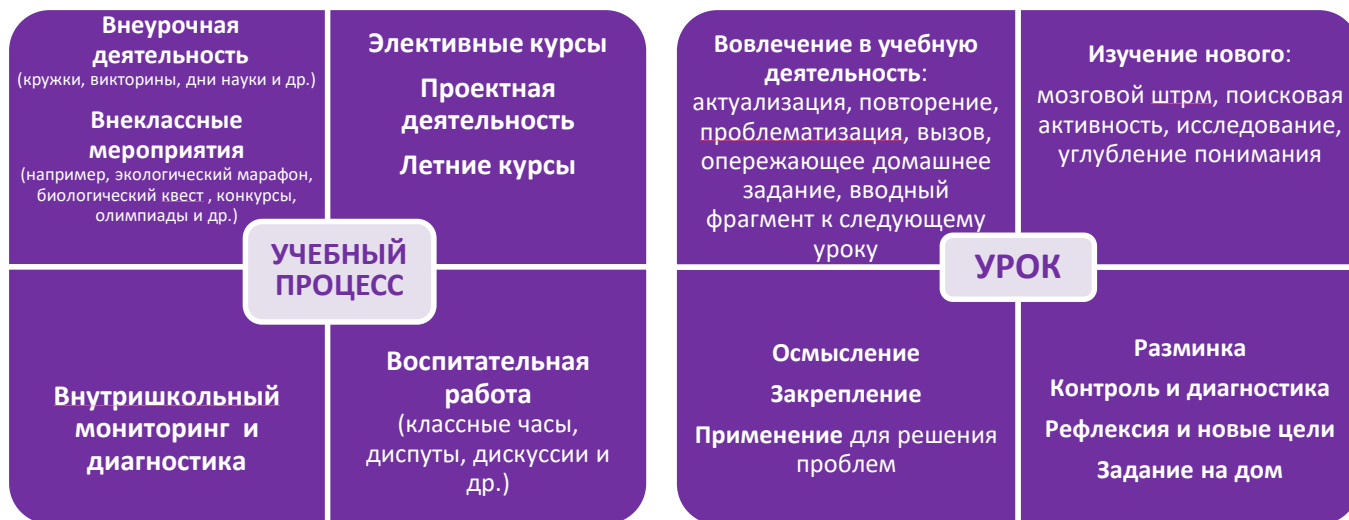 Внеурочная
деятельность
(кружки, викторины, дни науки и др.)
Внеклассные
мероприятия
(например, экологический марафон,
биологический квест , конкурсы,
олимпиады и др.)
Элективные курсы
Проектная
деятельность
Летние курсы
УЧЕБНЫЙ
ПРОЦЕСС
Внутришкольный
мониторинг и
диагностика
Воспитательная
работа
(классные часы,
диспуты, дискуссии и
др.)
Вовлечение в учебную
деятельность:
актуализация, повторение,
проблематизация, вызов,
опережающее домашнее
задание, вводный
фрагмент к следующему
уроку
Изучение нового:
мозговой штрм, поисковая
активность, исследование,
углубление понимания
УРОК
Осмысление
Закрепление
Применение для решения
проблем
Разминка
Контроль и диагностика
Рефлексия и новые цели
Задание на дом